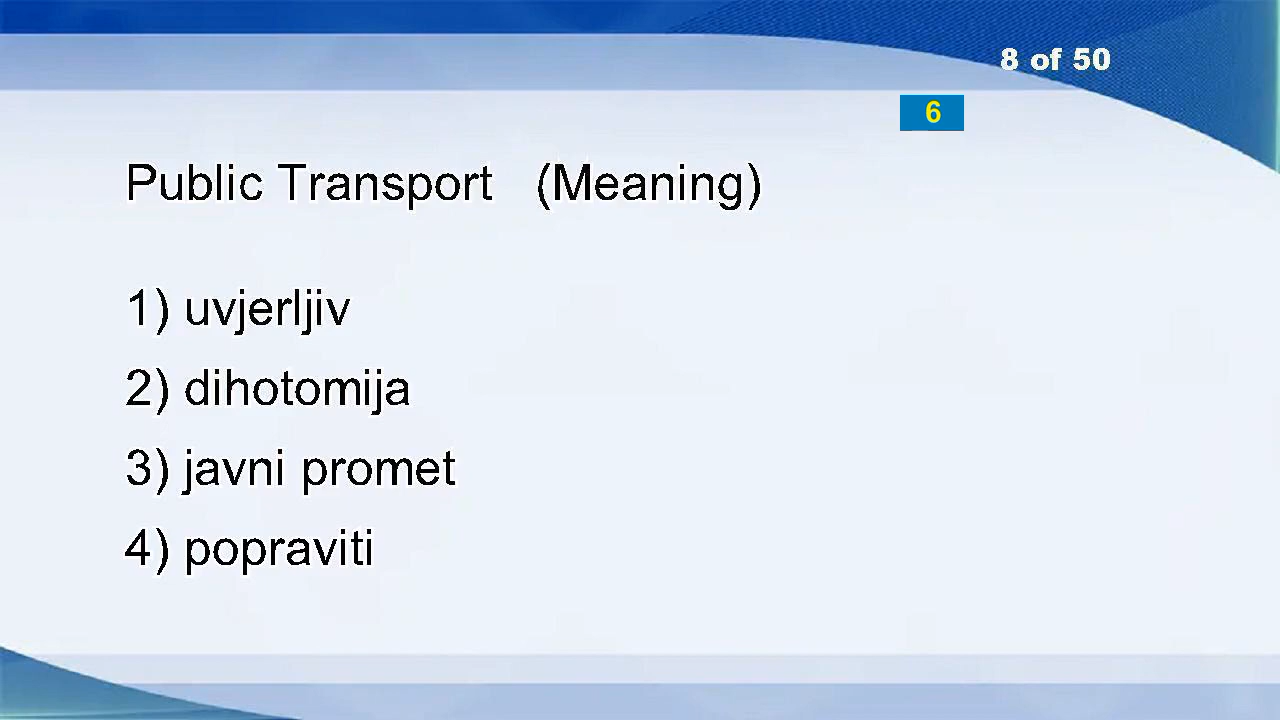 8 of 50
6
Public Transport (Meaning)
1) uvjerljiv
2) dihotomija
3) javni promet
4) popraviti